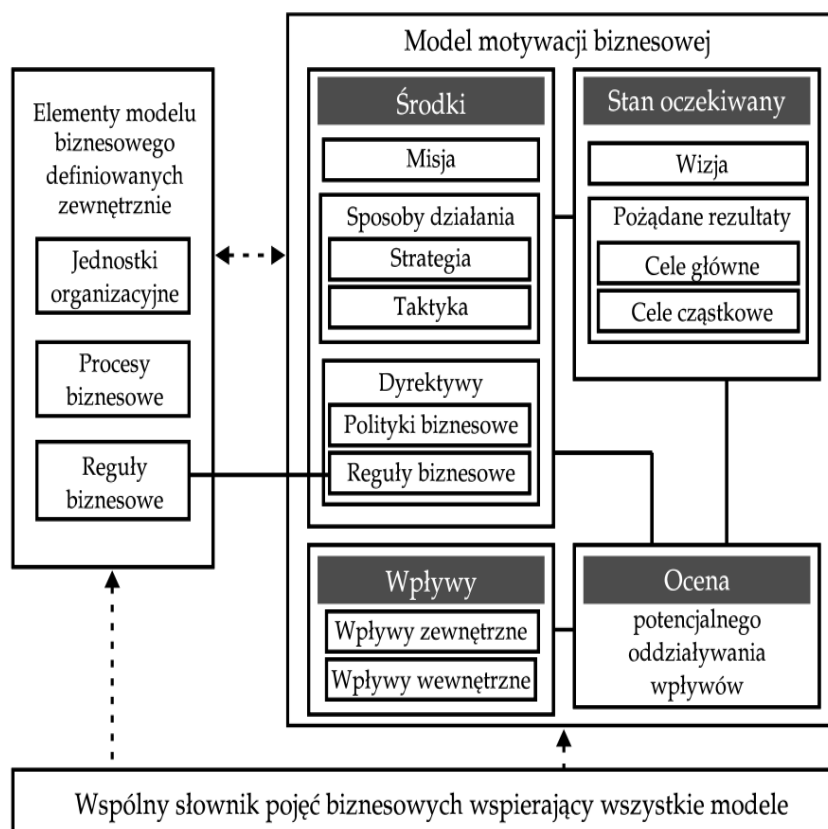 Model motywacji biznesowej
Elementy modelu
biznesowego
definiowanych
zewnętrznie
Jednostki
organizacyjne
Procesy
biznesowe
Reguły
biznesowe
Środki
Misja
Sposoby działania
Strategia
Taktyka
Dyrektywy
Polityki biznesowe
Reguły biznesowe
Stan oczekiwany
Wizja
Pożądane rezultaty
Cele główne
Cele cząstkowe
Wpływy
Wpływy zewnętrzne
Wpływy wewnętrzne
Ocena
potencjalnego
oddziaływania
wpływów
Wspólny słownik pojęć biznesowych wspierający wszystkie modele